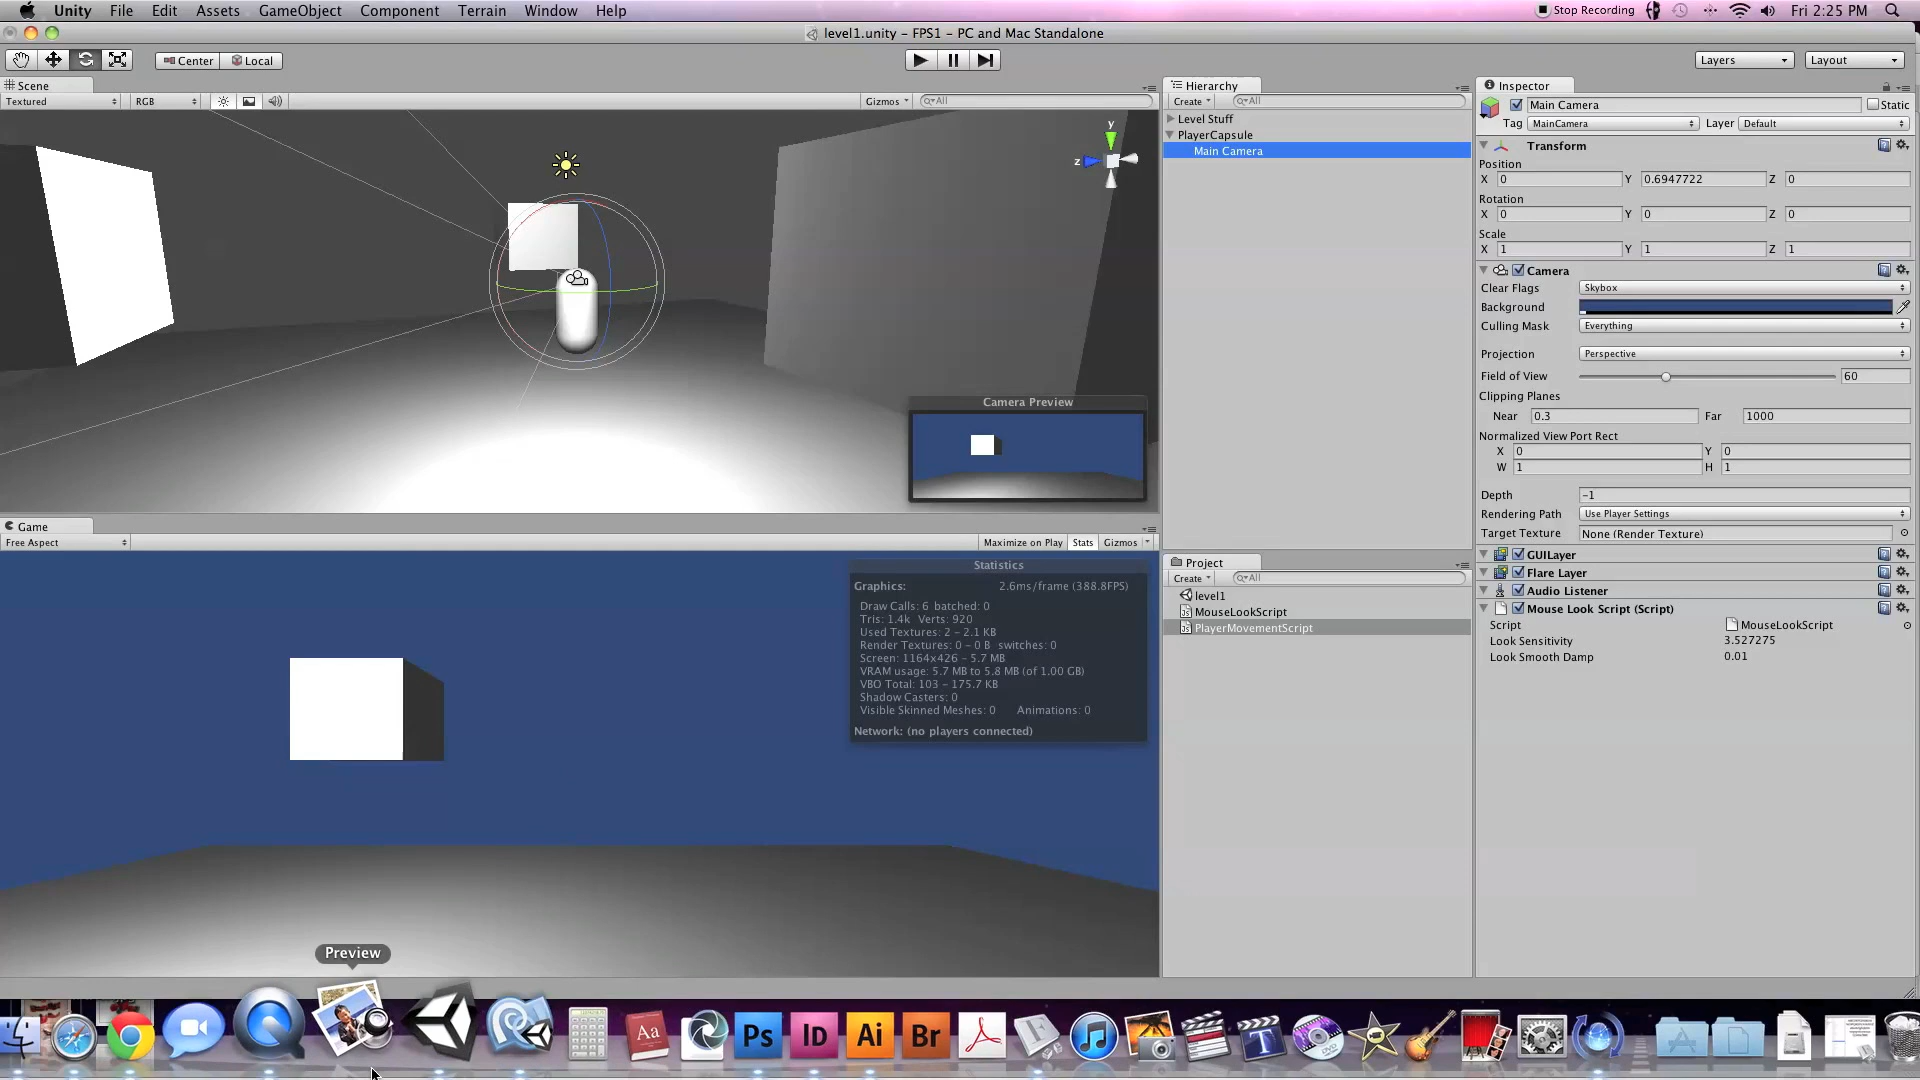 Unity File Edit Assets GameObject Component Terrain Window Help Stop Recording Fri 2:25 PM
level1.unity - FPS1 - PC and Mac Standalone
Center Local Layers Layout
Scene
Textured RGB Gizmos All
y
z
Camera Preview
Game
Free Aspect Maximize on Play Stats Gizmos
Statistics
Graphics: 2.6ms/frame (388.8FPS)
Draw Calls: 6 batched: 0
Tris: 1.4k Verts: 920
Used Textures: 2 - 2.1 KB
Render Textures: 0 - 0 B switches: 0
Screen: 1164x426 - 5.7 MB
VRAM usage: 5.7 MB to 5.8 MB (of 1.00 GB)
VBO Total: 103 - 175.7 KB
Shadow Casters: 0
Visible Skinned Meshes: 0 Animations: 0
Network: (no players connected)
Hierarchy
Create All
Level Stuff
PlayerCapsule
Main Camera
Project
Create All
level1
MouseLookScript
PlayerMovementScript
Inspector
Main Camera Static
Tag MainCamera Layer Default
Transform
Position
X 0 Y 0.6947722 Z 0
Rotation
X 0 Y 0 Z 0
Scale
X 1 Y 1 Z 1
Camera
Clear Flags Skybox
Background
Culling Mask Everything
Projection Perspective
Field of View 60
Clipping Planes
Near 0.3 Far 1000
Normalized View Port Rect
X 0 Y 0
W 1 H 1
Depth -1
Rendering Path Use Player Settings
Target Texture None (Render Texture)
GUILayer
Flare Layer
Audio Listener
Mouse Look Script (Script)
Script MouseLookScript
Look Sensitivity 3.527275
Look Smooth Damp 0.01
Preview
Aa Ps Id Ai Br T